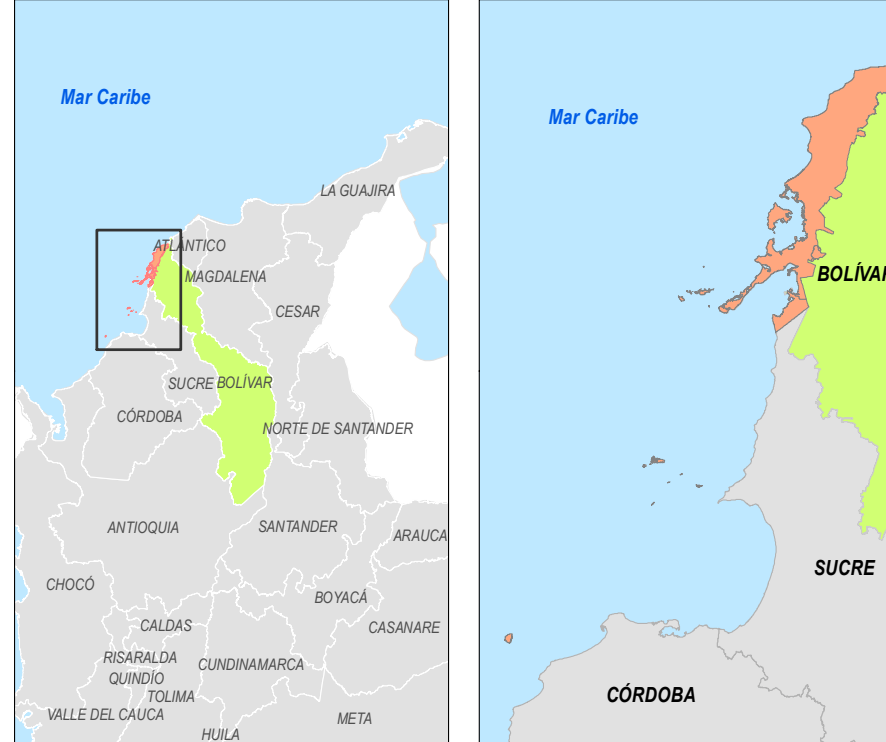 Mar Caribe
LA GUAJIRA
ATLÁNTICO
MAGDALENA
CESAR
SUCRE BOLÍVAR
CÓRDOBA
NORTE DE SANTANDER
ANTIOQUIA
SANTANDER
ARAUCA
CHOCÓ
BOYACÁ
CALDAS
CASANARE
RISARALDA
CUNDINAMARCA
QUINDÍO
TOLIMA
VALLE DEL CAUCA
META
HUILA
Mar Caribe
BOLÍVAR
SUCRE
CÓRDOBA